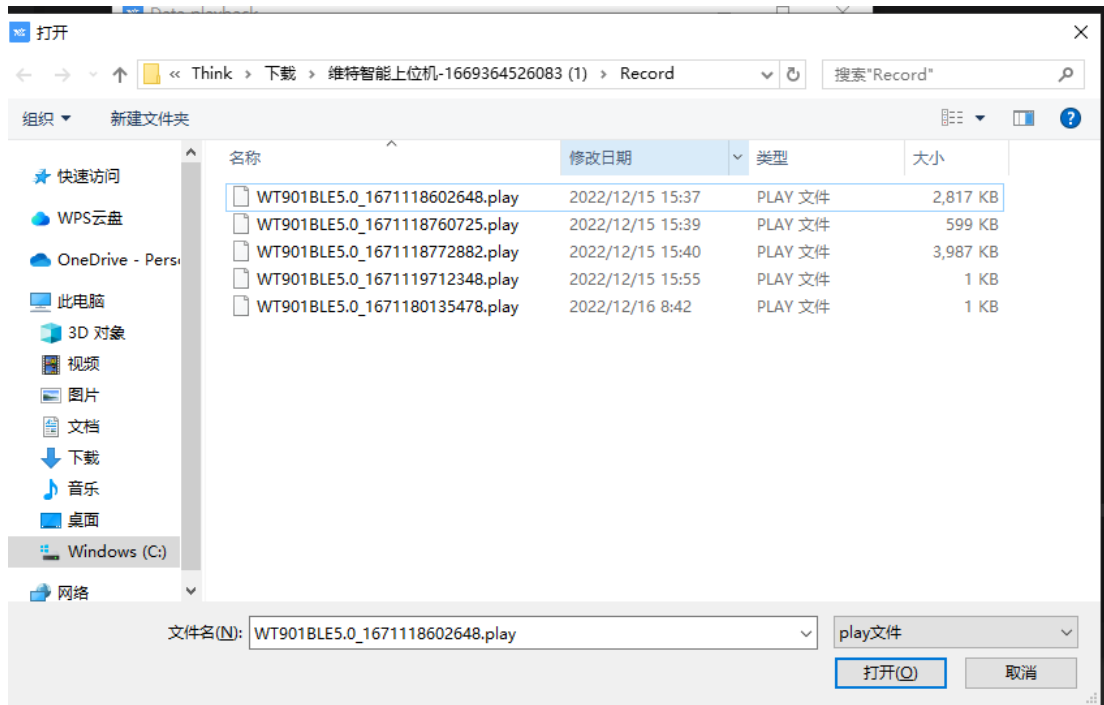 Data playback
打开
« Think › 下载 › 维特智能上位机-1669364526083 (1) › Record
搜索"Record"
组织
新建文件夹
名称 修改日期 类型 大小
快速访问
WPS云盘
OneDrive - Pers
此电脑
3D 对象
视频
图片
文档
下载
音乐
桌面
Windows (C:)
网络
WT901BLE5.0_1671118602648.play 2022/12/15 15:37 PLAY 文件 2,817 KB
WT901BLE5.0_1671118760725.play 2022/12/15 15:39 PLAY 文件 599 KB
WT901BLE5.0_1671118772882.play 2022/12/15 15:40 PLAY 文件 3,987 KB
WT901BLE5.0_1671119712348.play 2022/12/15 15:55 PLAY 文件 1 KB
WT901BLE5.0_1671180135478.play 2022/12/16 8:42 PLAY 文件 1 KB
文件名(N): WT901BLE5.0_1671118602648.play
play文件
打开(O)
取消